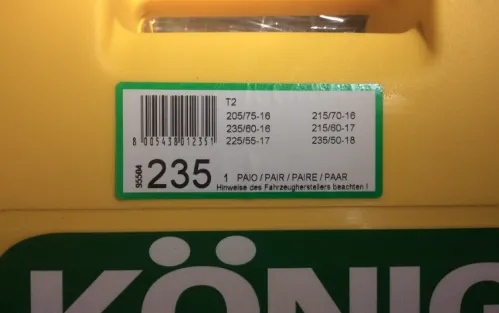 T2
205/75-16 215/70-16
235/60-16 215/60-17
225/55-17 235/50-18
8 005438 012351
95504
235
1 PAIO / PAIR / PAIRE / PAAR
Hinweise des Fahrzeugherstellers beachten !
KÖNIG